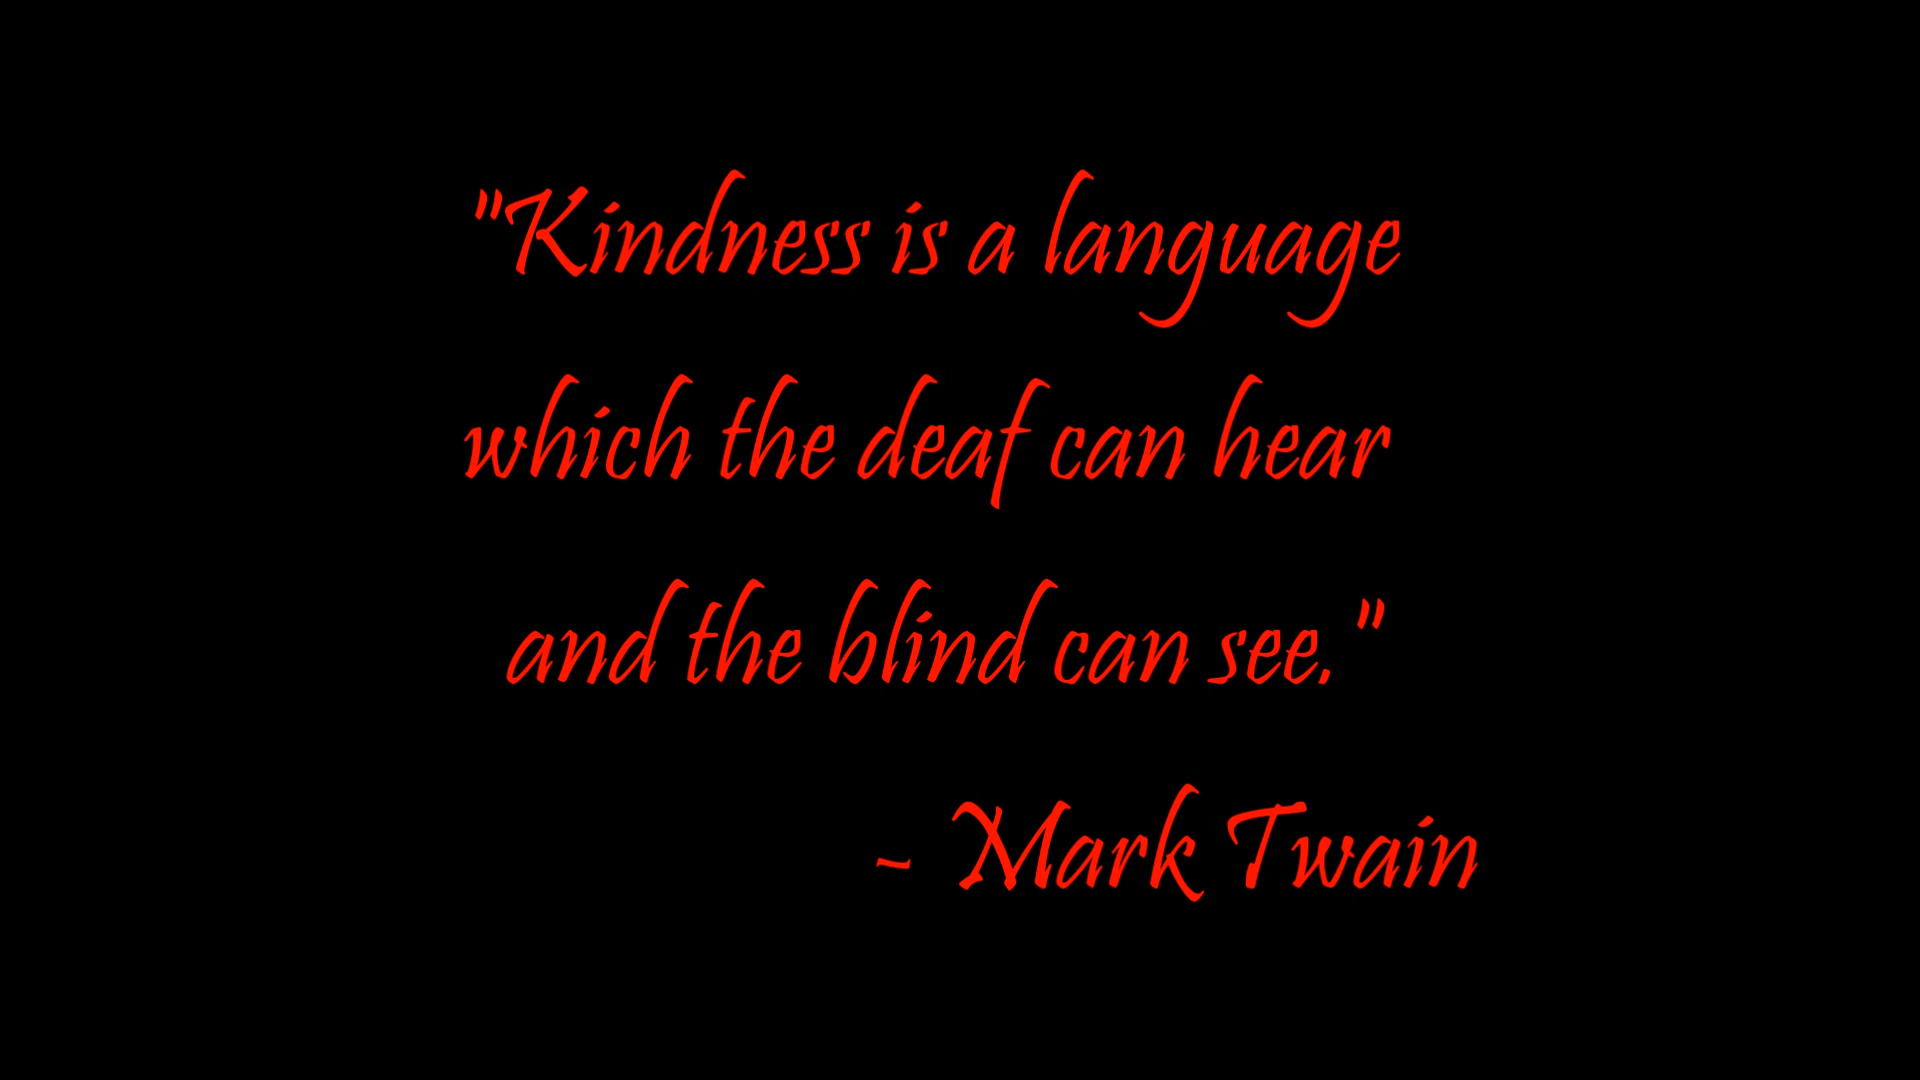 "Kindness is a language
which the deaf can hear
and the blind can see."
- Mark Twain